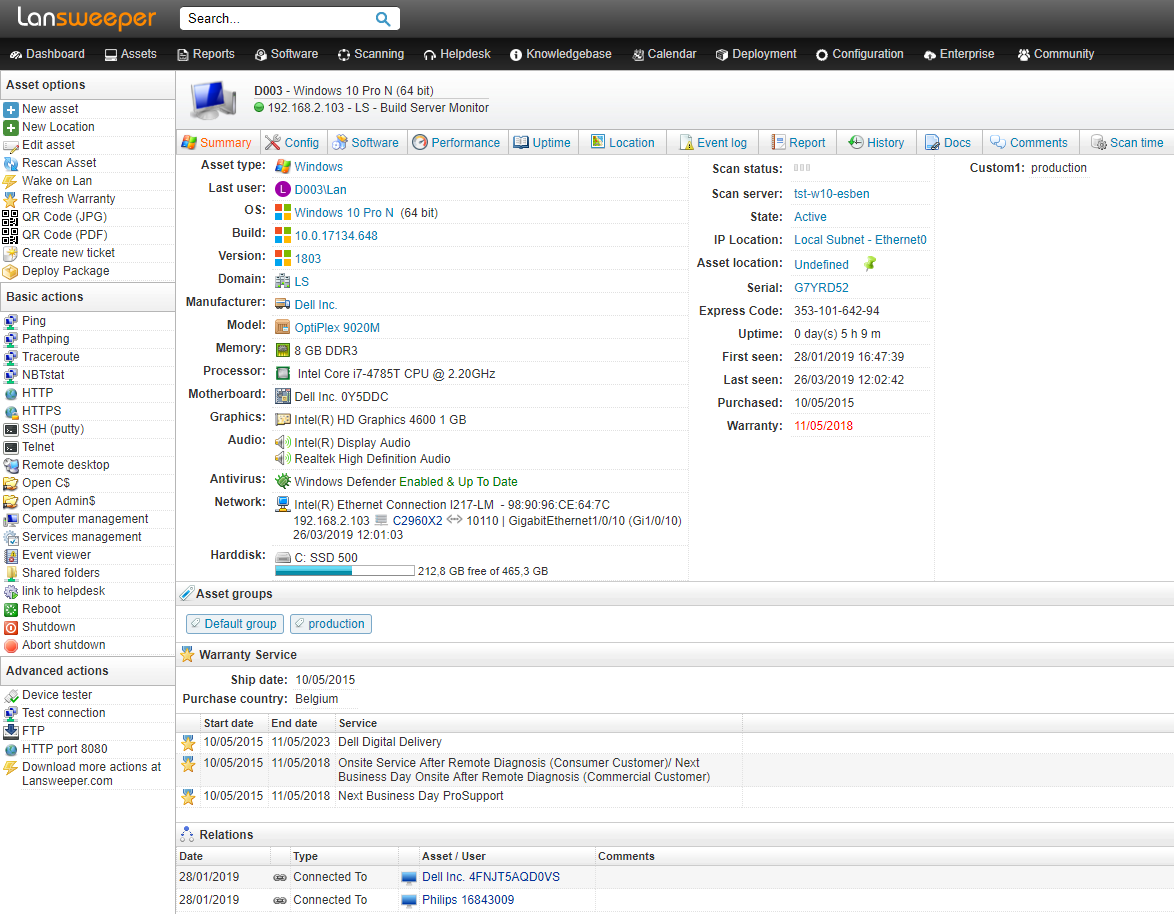 Lansweeper
Search...
Dashboard Assets Reports Software Scanning Helpdesk Knowledgebase Calendar Deployment Configuration Enterprise Community
Asset options
New asset
New Location
Edit asset
Rescan Asset
Wake on Lan
Refresh Warranty
QR Code (JPG)
QR Code (PDF)
Create new ticket
Deploy Package
Basic actions
Ping
Pathping
Traceroute
NBTstat
HTTP
HTTPS
SSH (putty)
Telnet
Remote desktop
Open C$
Open Admin$
Computer management
Services management
Event viewer
Shared folders
link to helpdesk
Reboot
Shutdown
Abort shutdown
Advanced actions
Device tester
Test connection
FTP
HTTP port 8080
Download more actions at
Lansweeper.com
D003 - Windows 10 Pro N (64 bit)
192.168.2.103 - LS - Build Server Monitor
Summary Config Software Performance Uptime Location Event log Report History Docs Comments Scan time
Asset type: Windows
Last user: L D003\Lan
OS: Windows 10 Pro N (64 bit)
Build: 10.0.17134.648
Version: 1803
Domain: LS
Manufacturer: Dell Inc.
Model: OptiPlex 9020M
Memory: 8 GB DDR3
Processor: Intel Core i7-4785T CPU @ 2.20GHz
Motherboard: Dell Inc. 0Y5DDC
Graphics: Intel(R) HD Graphics 4600 1 GB
Audio: Intel(R) Display Audio
Realtek High Definition Audio
Antivirus: Windows Defender Enabled & Up To Date
Network: Intel(R) Ethernet Connection I217-LM - 98:90:96:CE:64:7C
192.168.2.103 C2960X2 <-> 10110 | GigabitEthernet1/0/10 (Gi1/0/10)
26/03/2019 12:01:03
Harddisk: C: SSD 500
212,8 GB free of 465,3 GB
Scan status:
Scan server: tst-w10-esben
State: Active
IP Location: Local Subnet - Ethernet0
Asset location: Undefined
Serial: G7YRD52
Express Code: 353-101-642-94
Uptime: 0 day(s) 5 h 9 m
First seen: 28/01/2019 16:47:39
Last seen: 26/03/2019 12:02:42
Purchased: 10/05/2015
Warranty: 11/05/2018
Custom1: production
Asset groups
Default group production
Warranty Service
Ship date: 10/05/2015
Purchase country: Belgium
Start date End date Service
10/05/2015 11/05/2023 Dell Digital Delivery
10/05/2015 11/05/2018 Onsite Service After Remote Diagnosis (Consumer Customer)/ Next
Business Day Onsite After Remote Diagnosis (Commercial Customer)
10/05/2015 11/05/2018 Next Business Day ProSupport
Relations
Date Type Asset / User Comments
28/01/2019 Connected To Dell Inc. 4FNJT5AQD0VS
28/01/2019 Connected To Philips 16843009